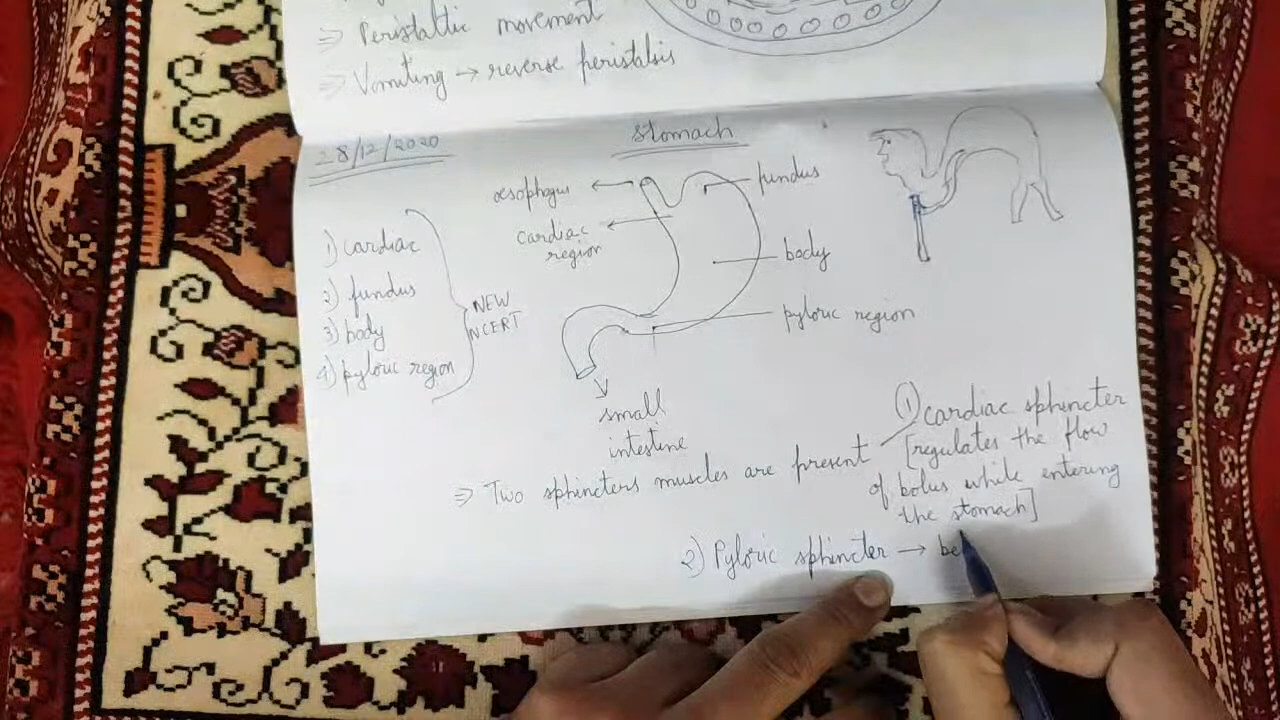 ⇒ Peristaltic movement
⇒ Vomiting → reverse peristalsis
28/12/2020
stomach
oesophagus
fundus
cardiac
region
1) cardiac
2) fundus
3) body
4) pyloric region
NEW
NCERT
body
pyloric region
small
intestine
⇒ Two sphincters muscles are present
① cardiac sphincter
[regulates the flow
of bolus while entering
the stomach]
2) Pyloric sphincter → be